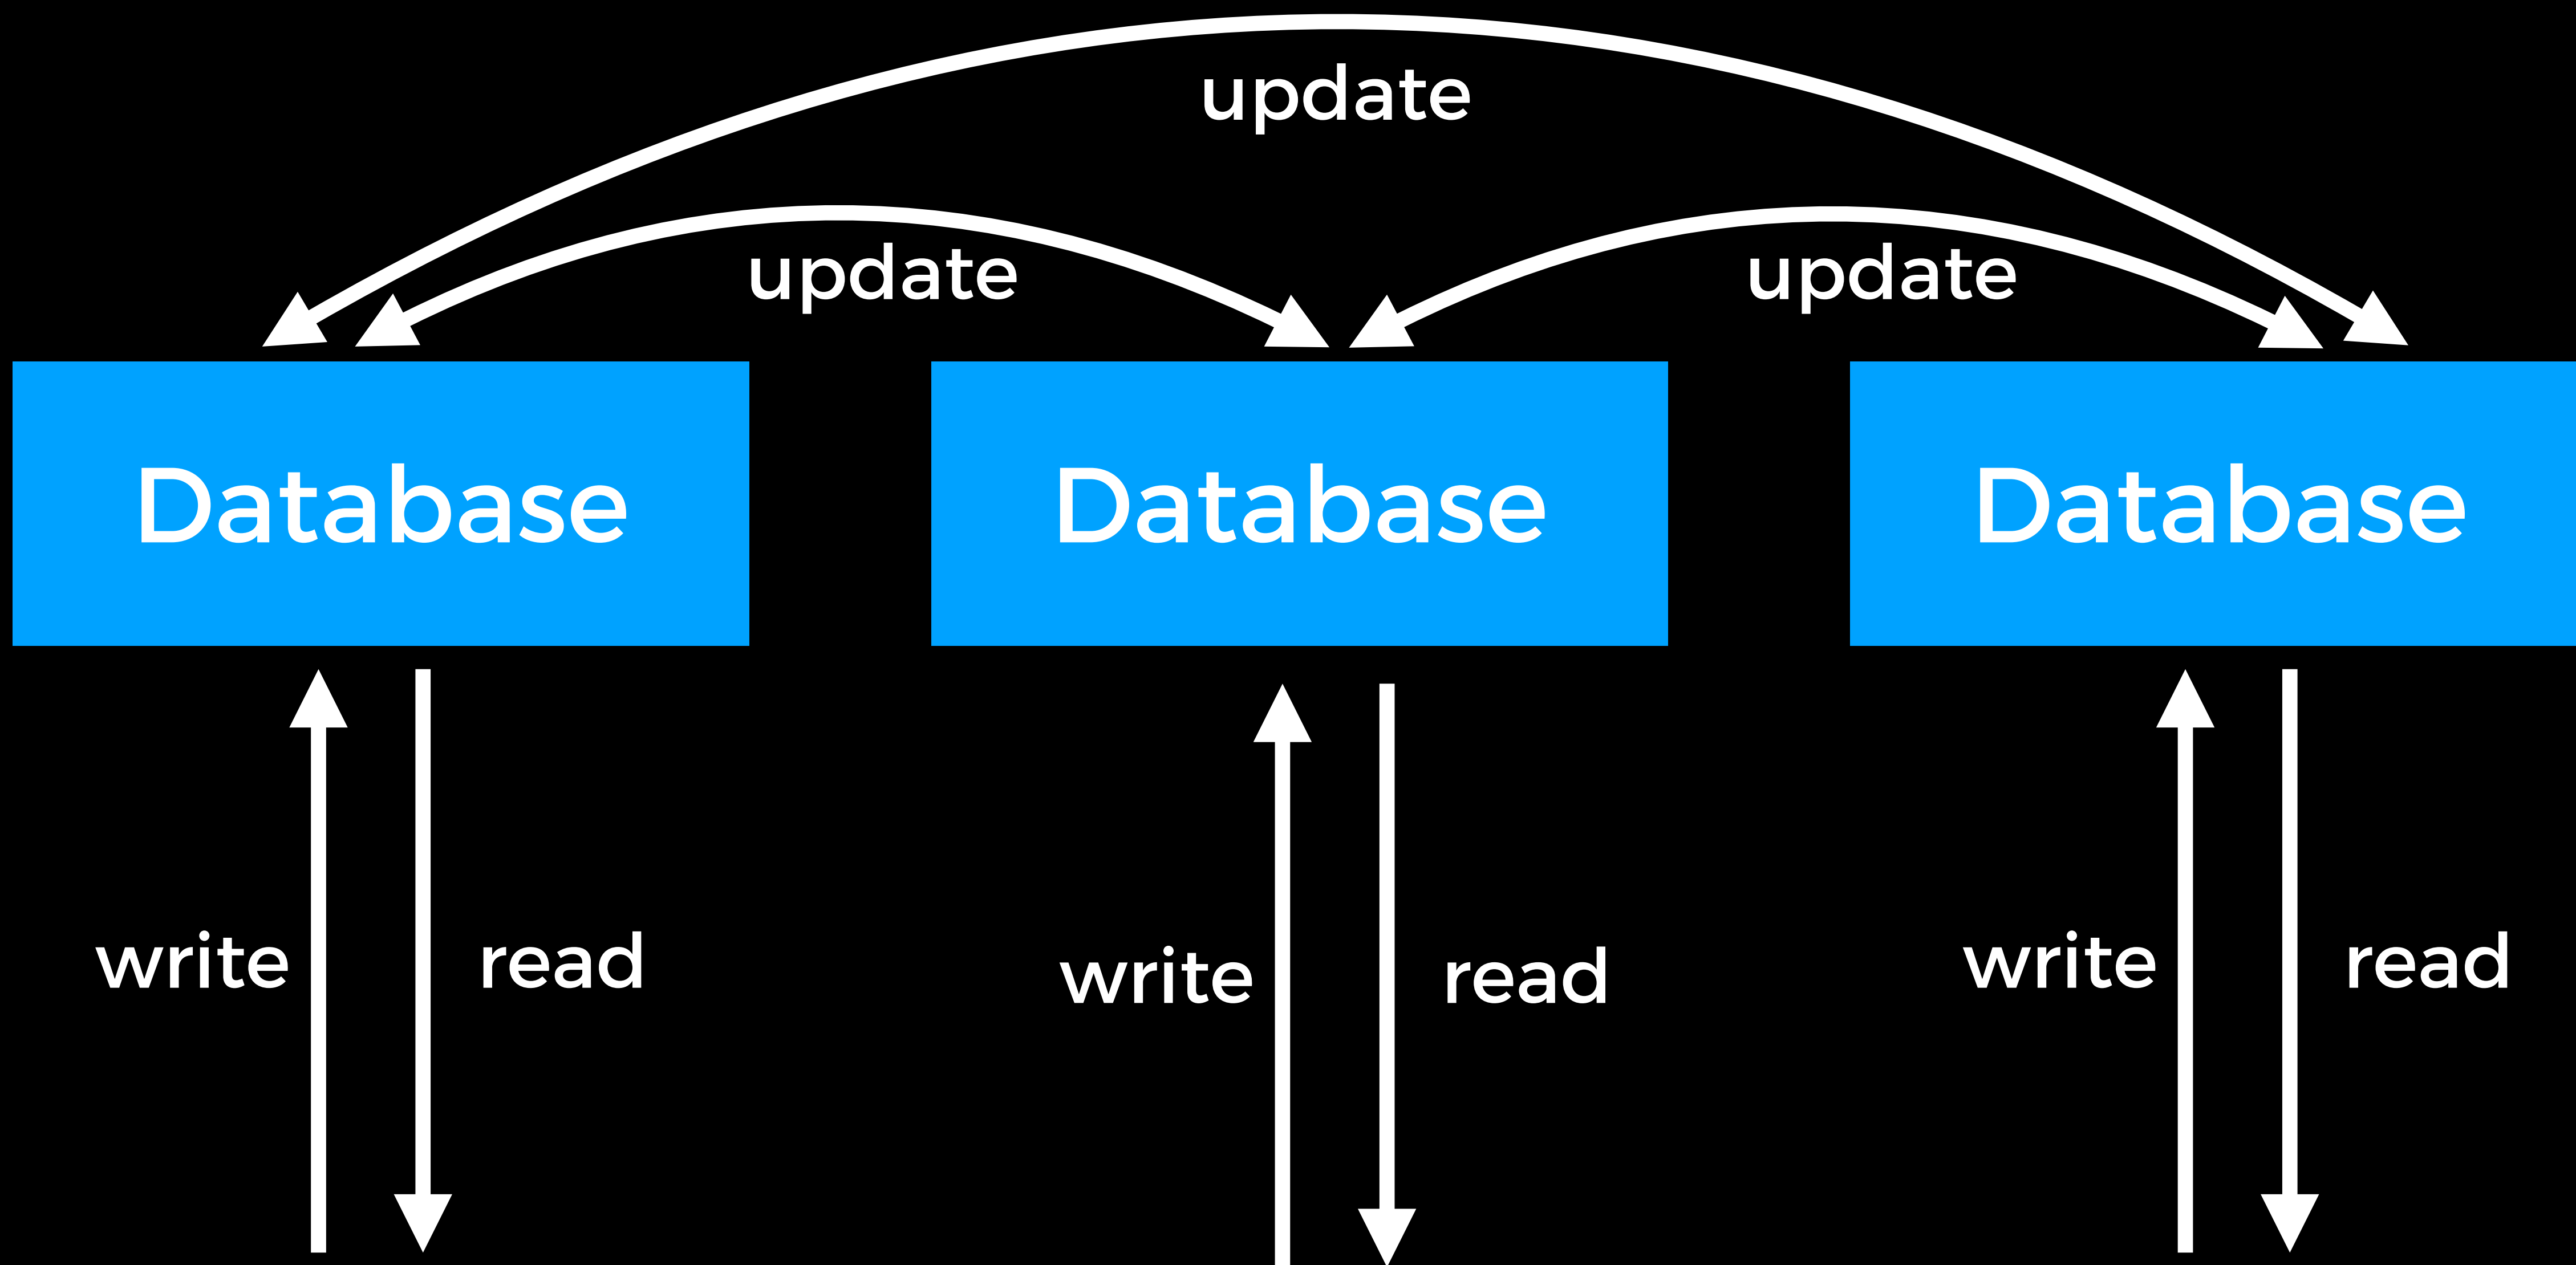 update
update
update
Database
Database
Database
write
read
write
read
write
read